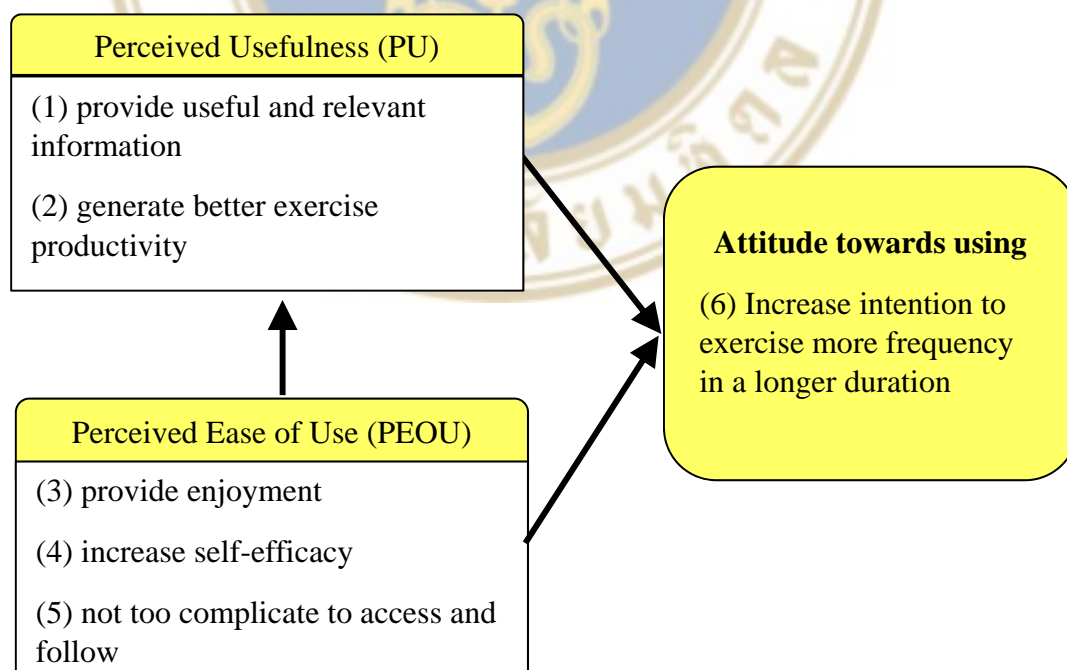 Perceived Usefulness (PU)
(1) provide useful and relevant
information
(2) generate better exercise
productivity
Attitude towards using
(6) Increase intention to
exercise more frequency
in a longer duration
Perceived Ease of Use (PEOU)
(3) provide enjoyment
(4) increase self-efficacy
(5) not too complicate to access and
follow